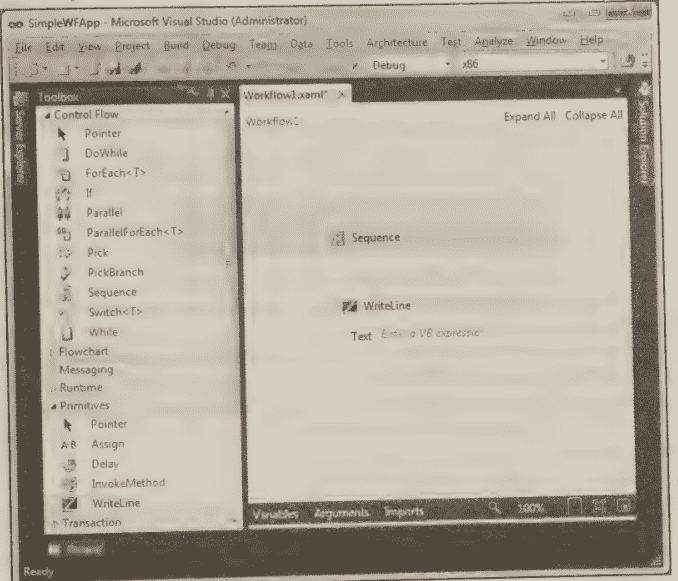 SimpleWFApp - Microsoft Visual Studio (Administrator)
File Edit View Project Build Debug Team Data Tools Architecture Test Analyze Window Help
Debug x86
Server Explorer
Toolbox
Control Flow
Pointer
DoWhile
ForEach<T>
If
Parallel
ParallelForEach<T>
Pick
PickBranch
Sequence
Switch<T>
While
Flowchart
Messaging
Runtime
Primitives
Pointer
A·B Assign
Delay
InvokeMethod
WriteLine
Transaction
Workflow1.xaml*
Workflow1
Expand All Collapse All
Sequence
WriteLine
Text Enter a VB expression
Variables Arguments Imports 100%
Solution Explorer
Ready